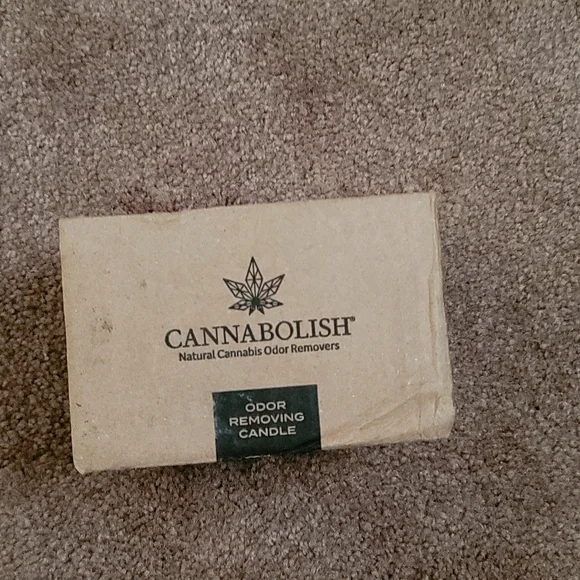 CANNABOLISH®
Natural Cannabis Odor Removers
ODOR
REMOVING
CANDLE